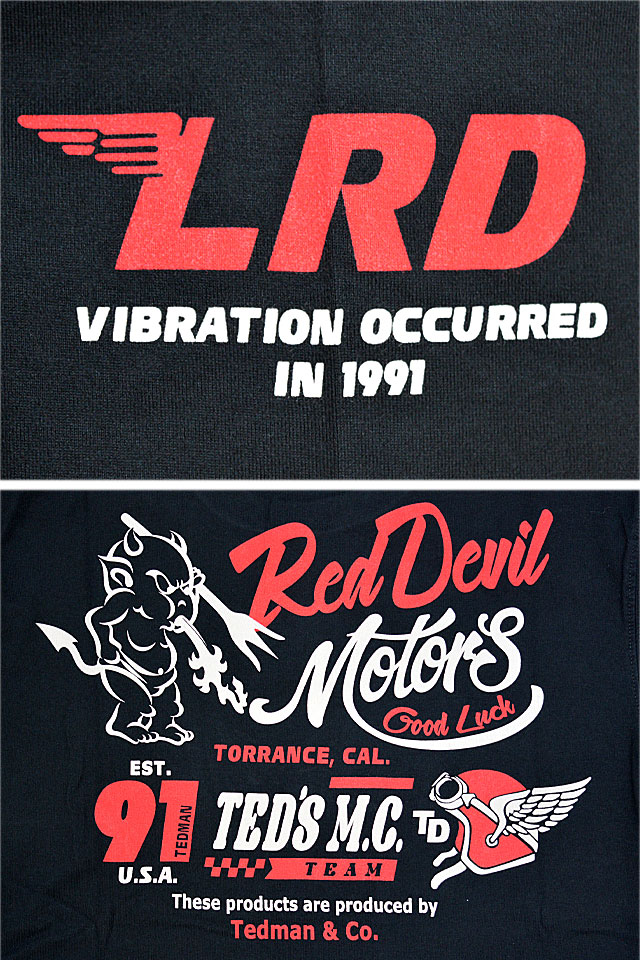 LRD
VIBRATION OCCURRED
IN 1991
Red Devil
Motor's
Good Luck
TORRANCE, CAL.
EST.
91
TEDMAN
U.S.A.
TED'S M.C.
TEAM
TD
These products are produced by
Tedman & Co.